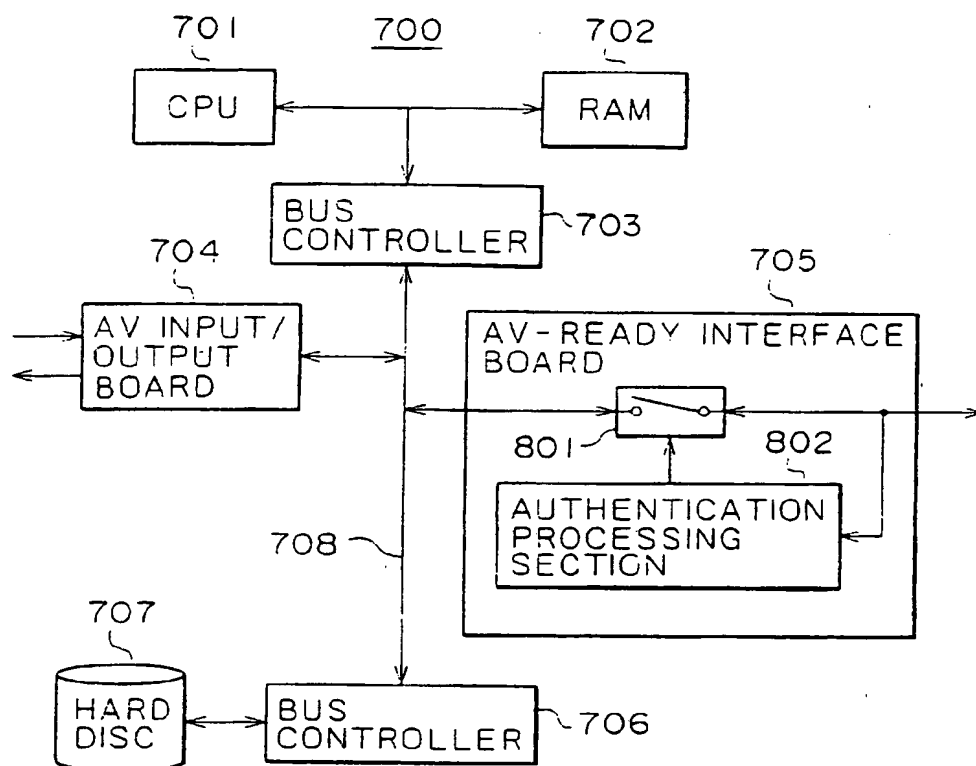 701
700
702
CPU
RAM
BUS
CONTROLLER
703
704
AV INPUT/
OUTPUT
BOARD
705
AV-READY INTERFACE
BOARD
801
802
AUTHENTICATION
PROCESSING
SECTION
708
707
HARD
DISC
BUS
CONTROLLER
706